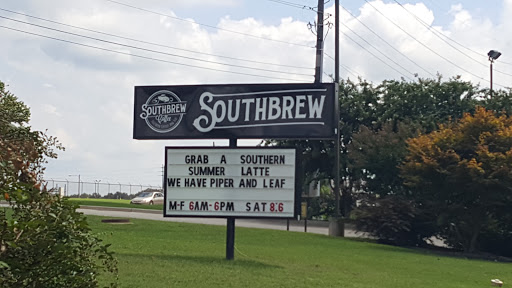 SOUTHBREW
Coffee
SOUTHBREW
GRAB A SOUTHERN
SUMMER LATTE
WE HAVE PIPER AND LEAF
M-F 6AM-6PM SAT 8.6